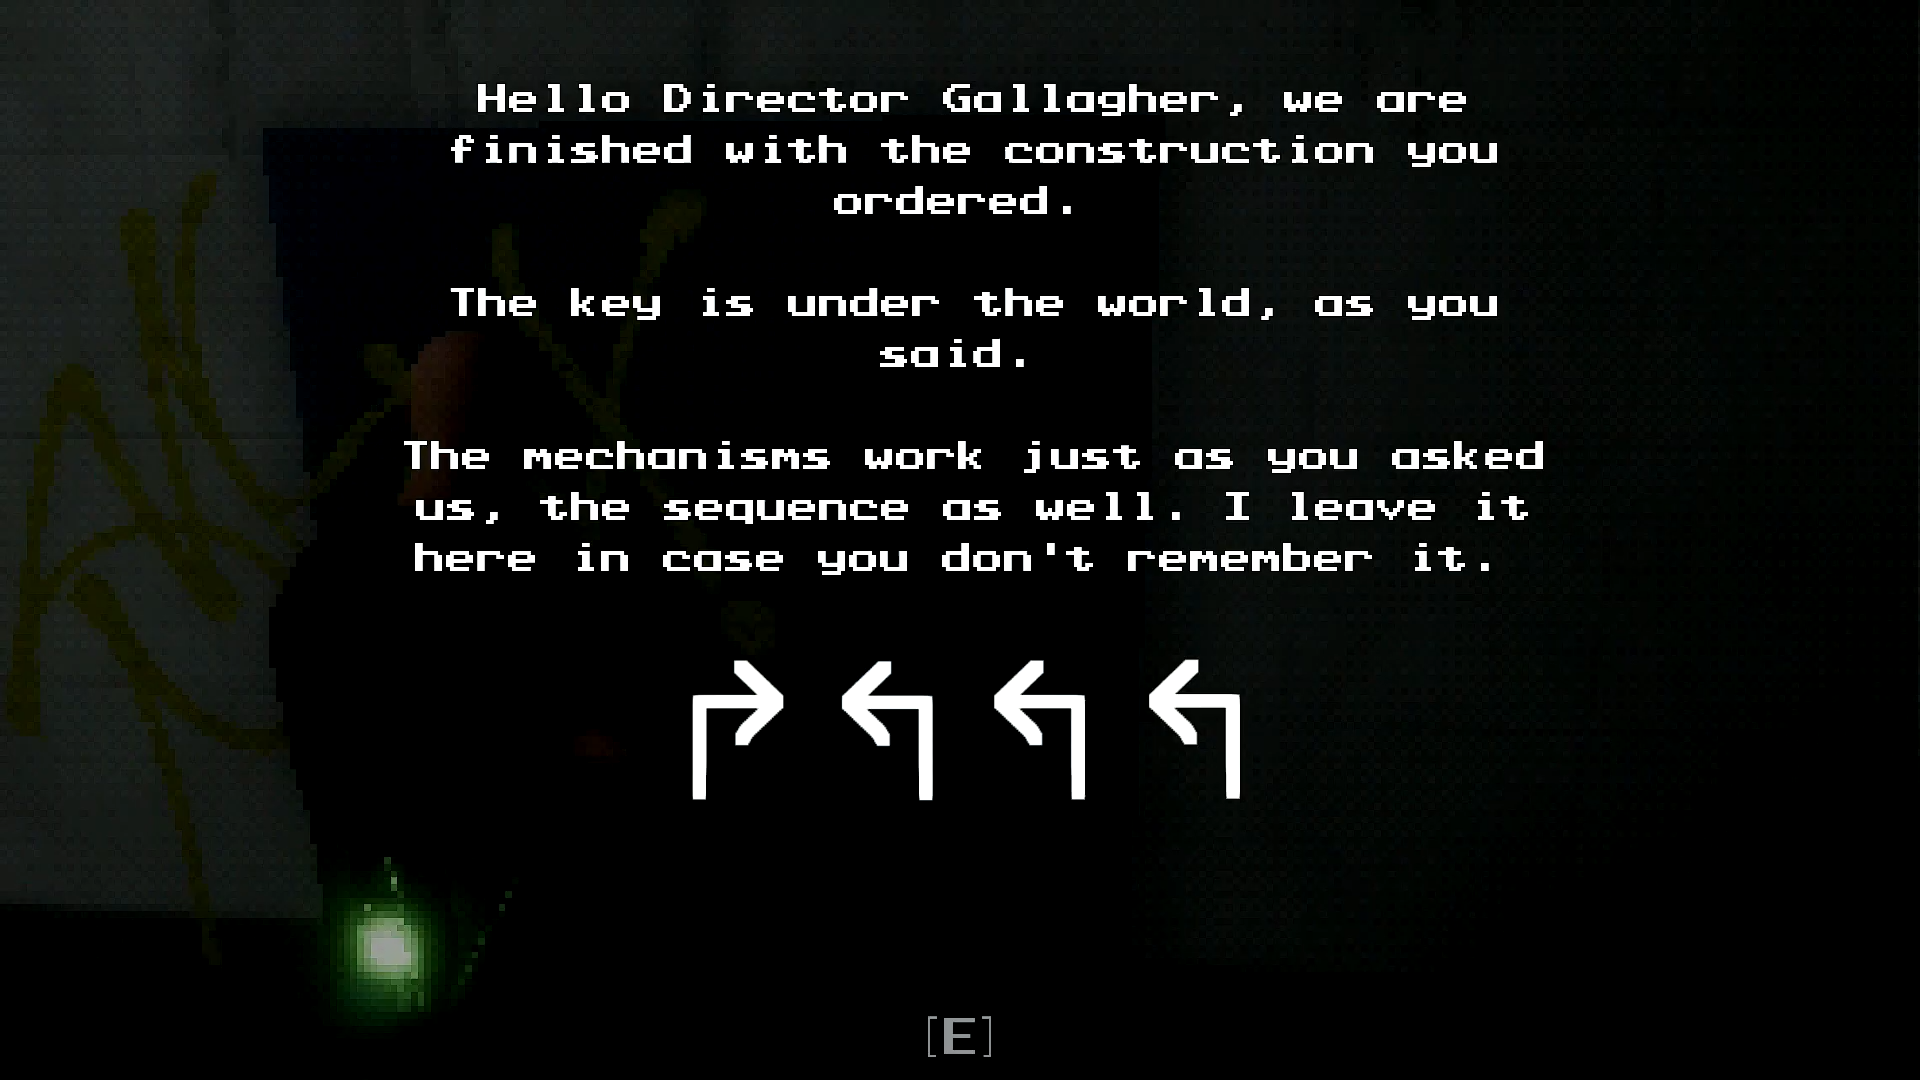 Hello Director Gallagher, we are
finished with the construction you
ordered.
The key is under the world, as you
said.
The mechanisms work just as you asked
us, the sequence as well. I leave it
here in case you don't remember it.
[E]